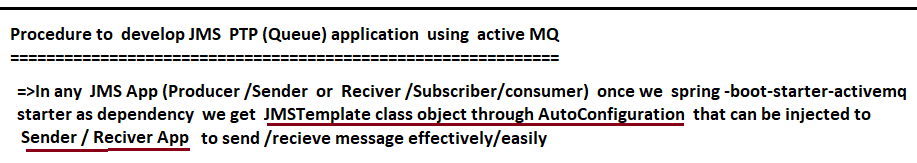 Procedure to develop JMS PTP (Queue) application using active MQ
=============================================================
=>In any JMS App (Producer /Sender or Reciver /Subscriber/consumer) once we spring -boot-starter-activemq
starter as dependency we get JMSTemplate class object through AutoConfiguration that can be injected to
Sender / Reciver App to send /recieve message effectively/easily